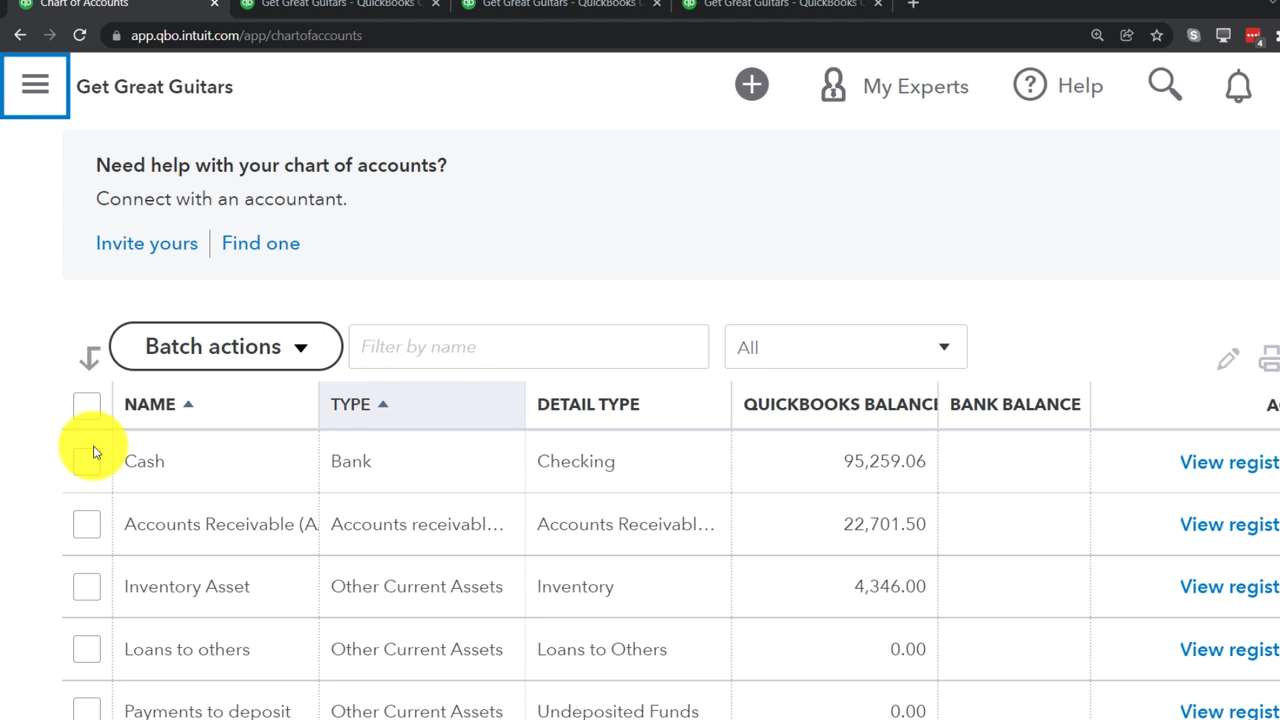 Chart of Accounts Get Great Guitars - QuickBooks Get Great Guitars - QuickBooks Get Great Guitars - QuickBooks
app.qbo.intuit.com/app/chartofaccounts S 4
Get Great Guitars My Experts ? Help
Need help with your chart of accounts?
Connect with an accountant.
Invite yours Find one
Batch actions Filter by name All
NAME TYPE DETAIL TYPE QUICKBOOKS BALANCE BANK BALANCE
Cash Bank Checking 95,259.06 View regist
Accounts Receivable (A Accounts receivabl... Accounts Receivabl... 22,701.50 View regist
Inventory Asset Other Current Assets Inventory 4,346.00 View regist
Loans to others Other Current Assets Loans to Others 0.00 View regist
Payments to deposit Other Current Assets Undeposited Funds 0.00 View regist